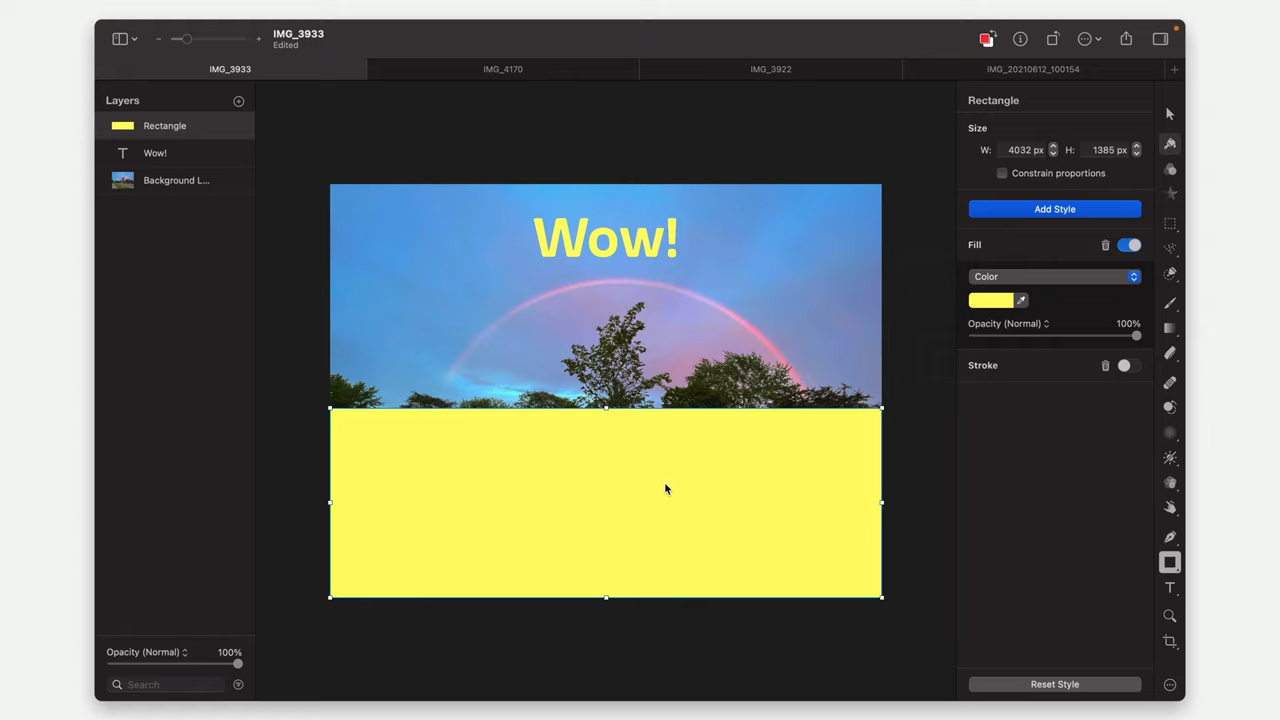 IMG_3933
Edited
IMG_3933
IMG_4170
IMG_3922
IMG_20210612_100154
Layers
Rectangle
Wow!
Background L...
Opacity (Normal) 100%
Search
Wow!
Rectangle
Size
W: 4032 px H: 1385 px
Constrain proportions
Add Style
Fill
Color
Opacity (Normal) 100%
Stroke
Reset Style